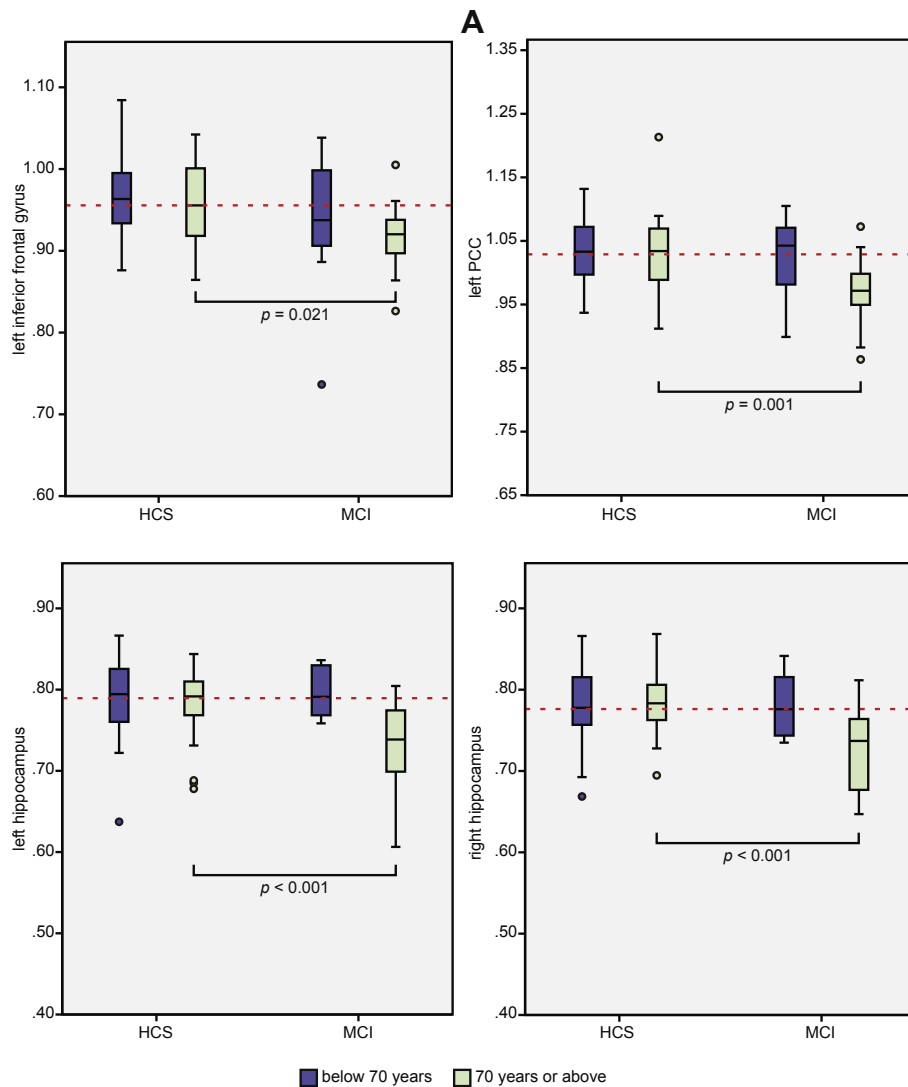 A
left inferior frontal gyrus
1.10
1.00
.90
.80
.70
.60
p = 0.021
HCS
MCI
left PCC
1.35
1.25
1.15
1.05
.95
.85
.75
.65
p = 0.001
HCS
MCI
left hippocampus
.90
.80
.70
.60
.50
.40
p < 0.001
HCS
MCI
right hippocampus
.90
.80
.70
.60
.50
.40
p < 0.001
HCS
MCI
below 70 years
70 years or above